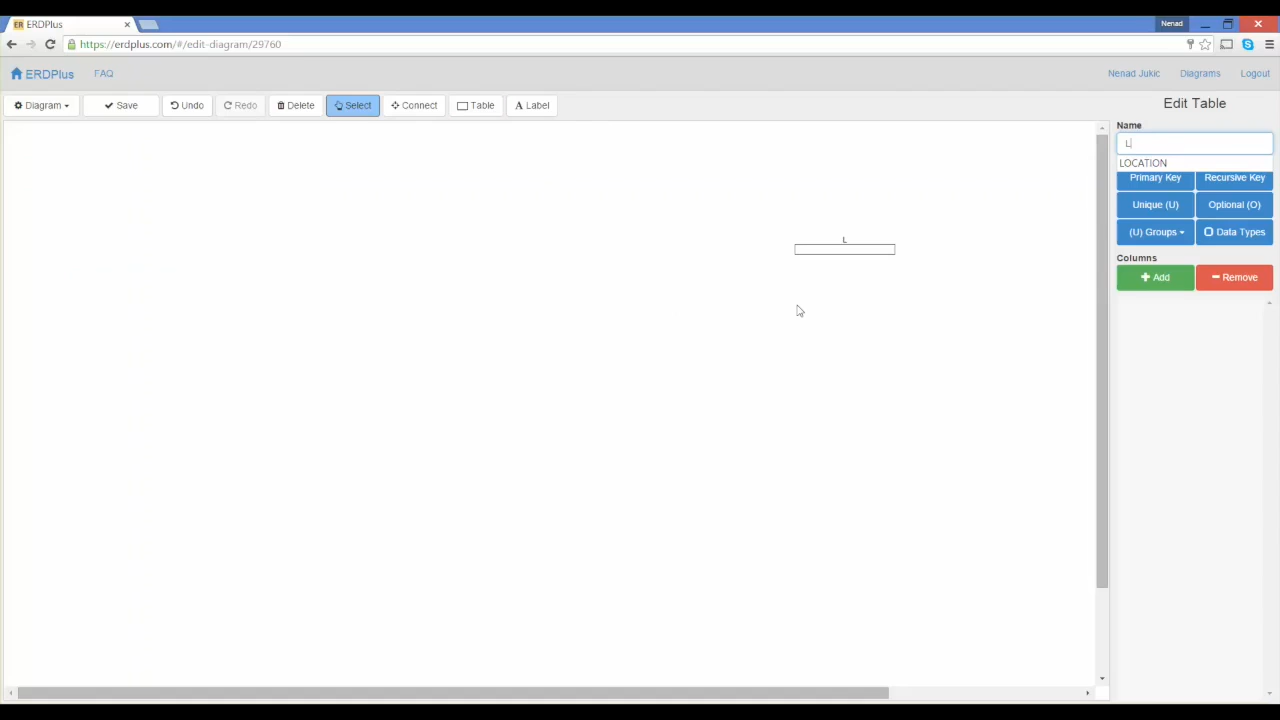 ER ERDPlus
Nenad
https://erdplus.com/#/edit-diagram/29760
ERDPlus FAQ
Nenad Jukic Diagrams Logout
Diagram Save Undo Redo Delete Select Connect Table Label
Edit Table
Name
L
LOCATION
Primary Key Recursive Key
Unique (U) Optional (O)
(U) Groups Data Types
Columns
Add Remove
L